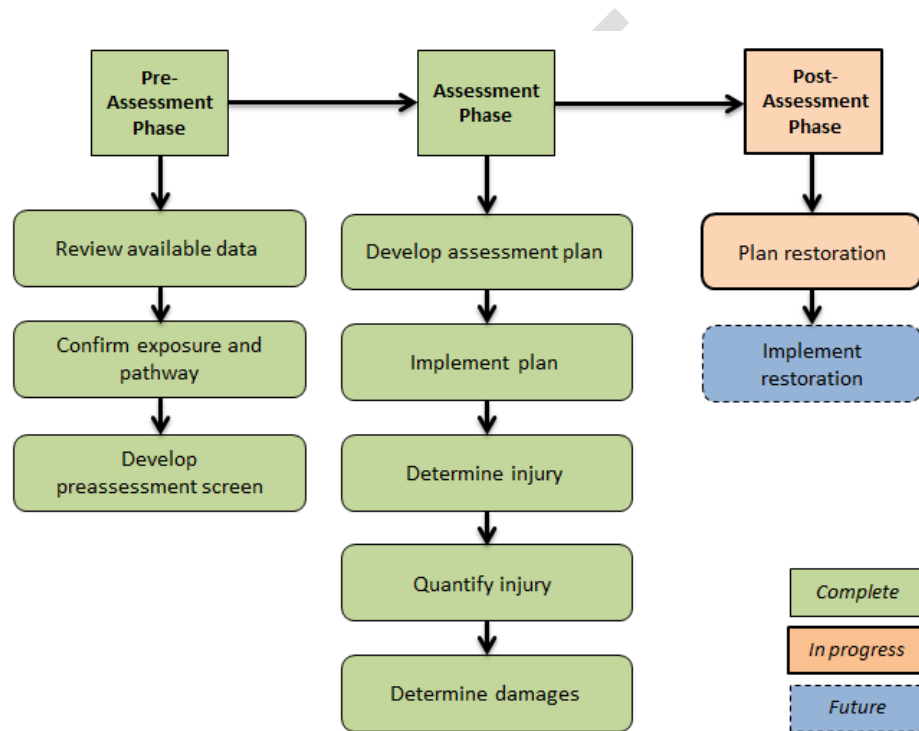 Pre-
Assessment
Phase
Assessment
Phase
Post-
Assessment
Phase
Review available data
Confirm exposure and
pathway
Develop
preassessment screen
Develop assessment plan
Implement plan
Determine injury
Quantify injury
Determine damages
Plan restoration
Implement
restoration
Complete
In progress
Future